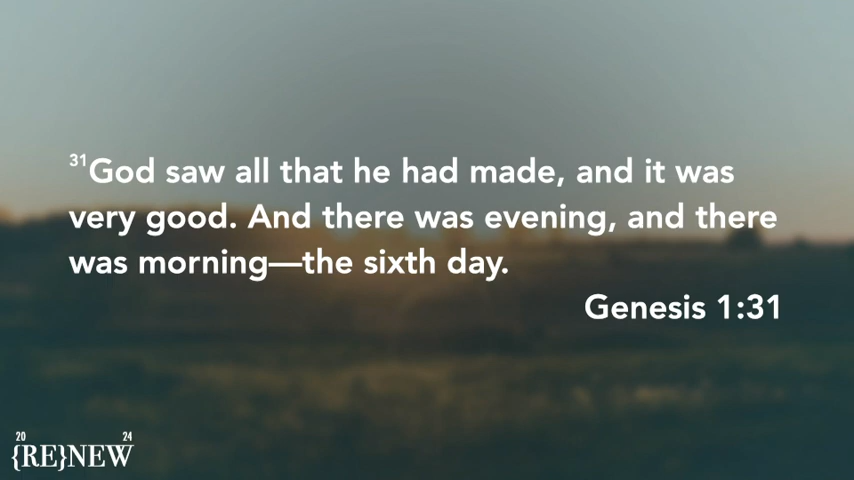 ³¹God saw all that he had made, and it was
very good. And there was evening, and there
was morning—the sixth day.
Genesis 1:31
20 24
{RE}NEW